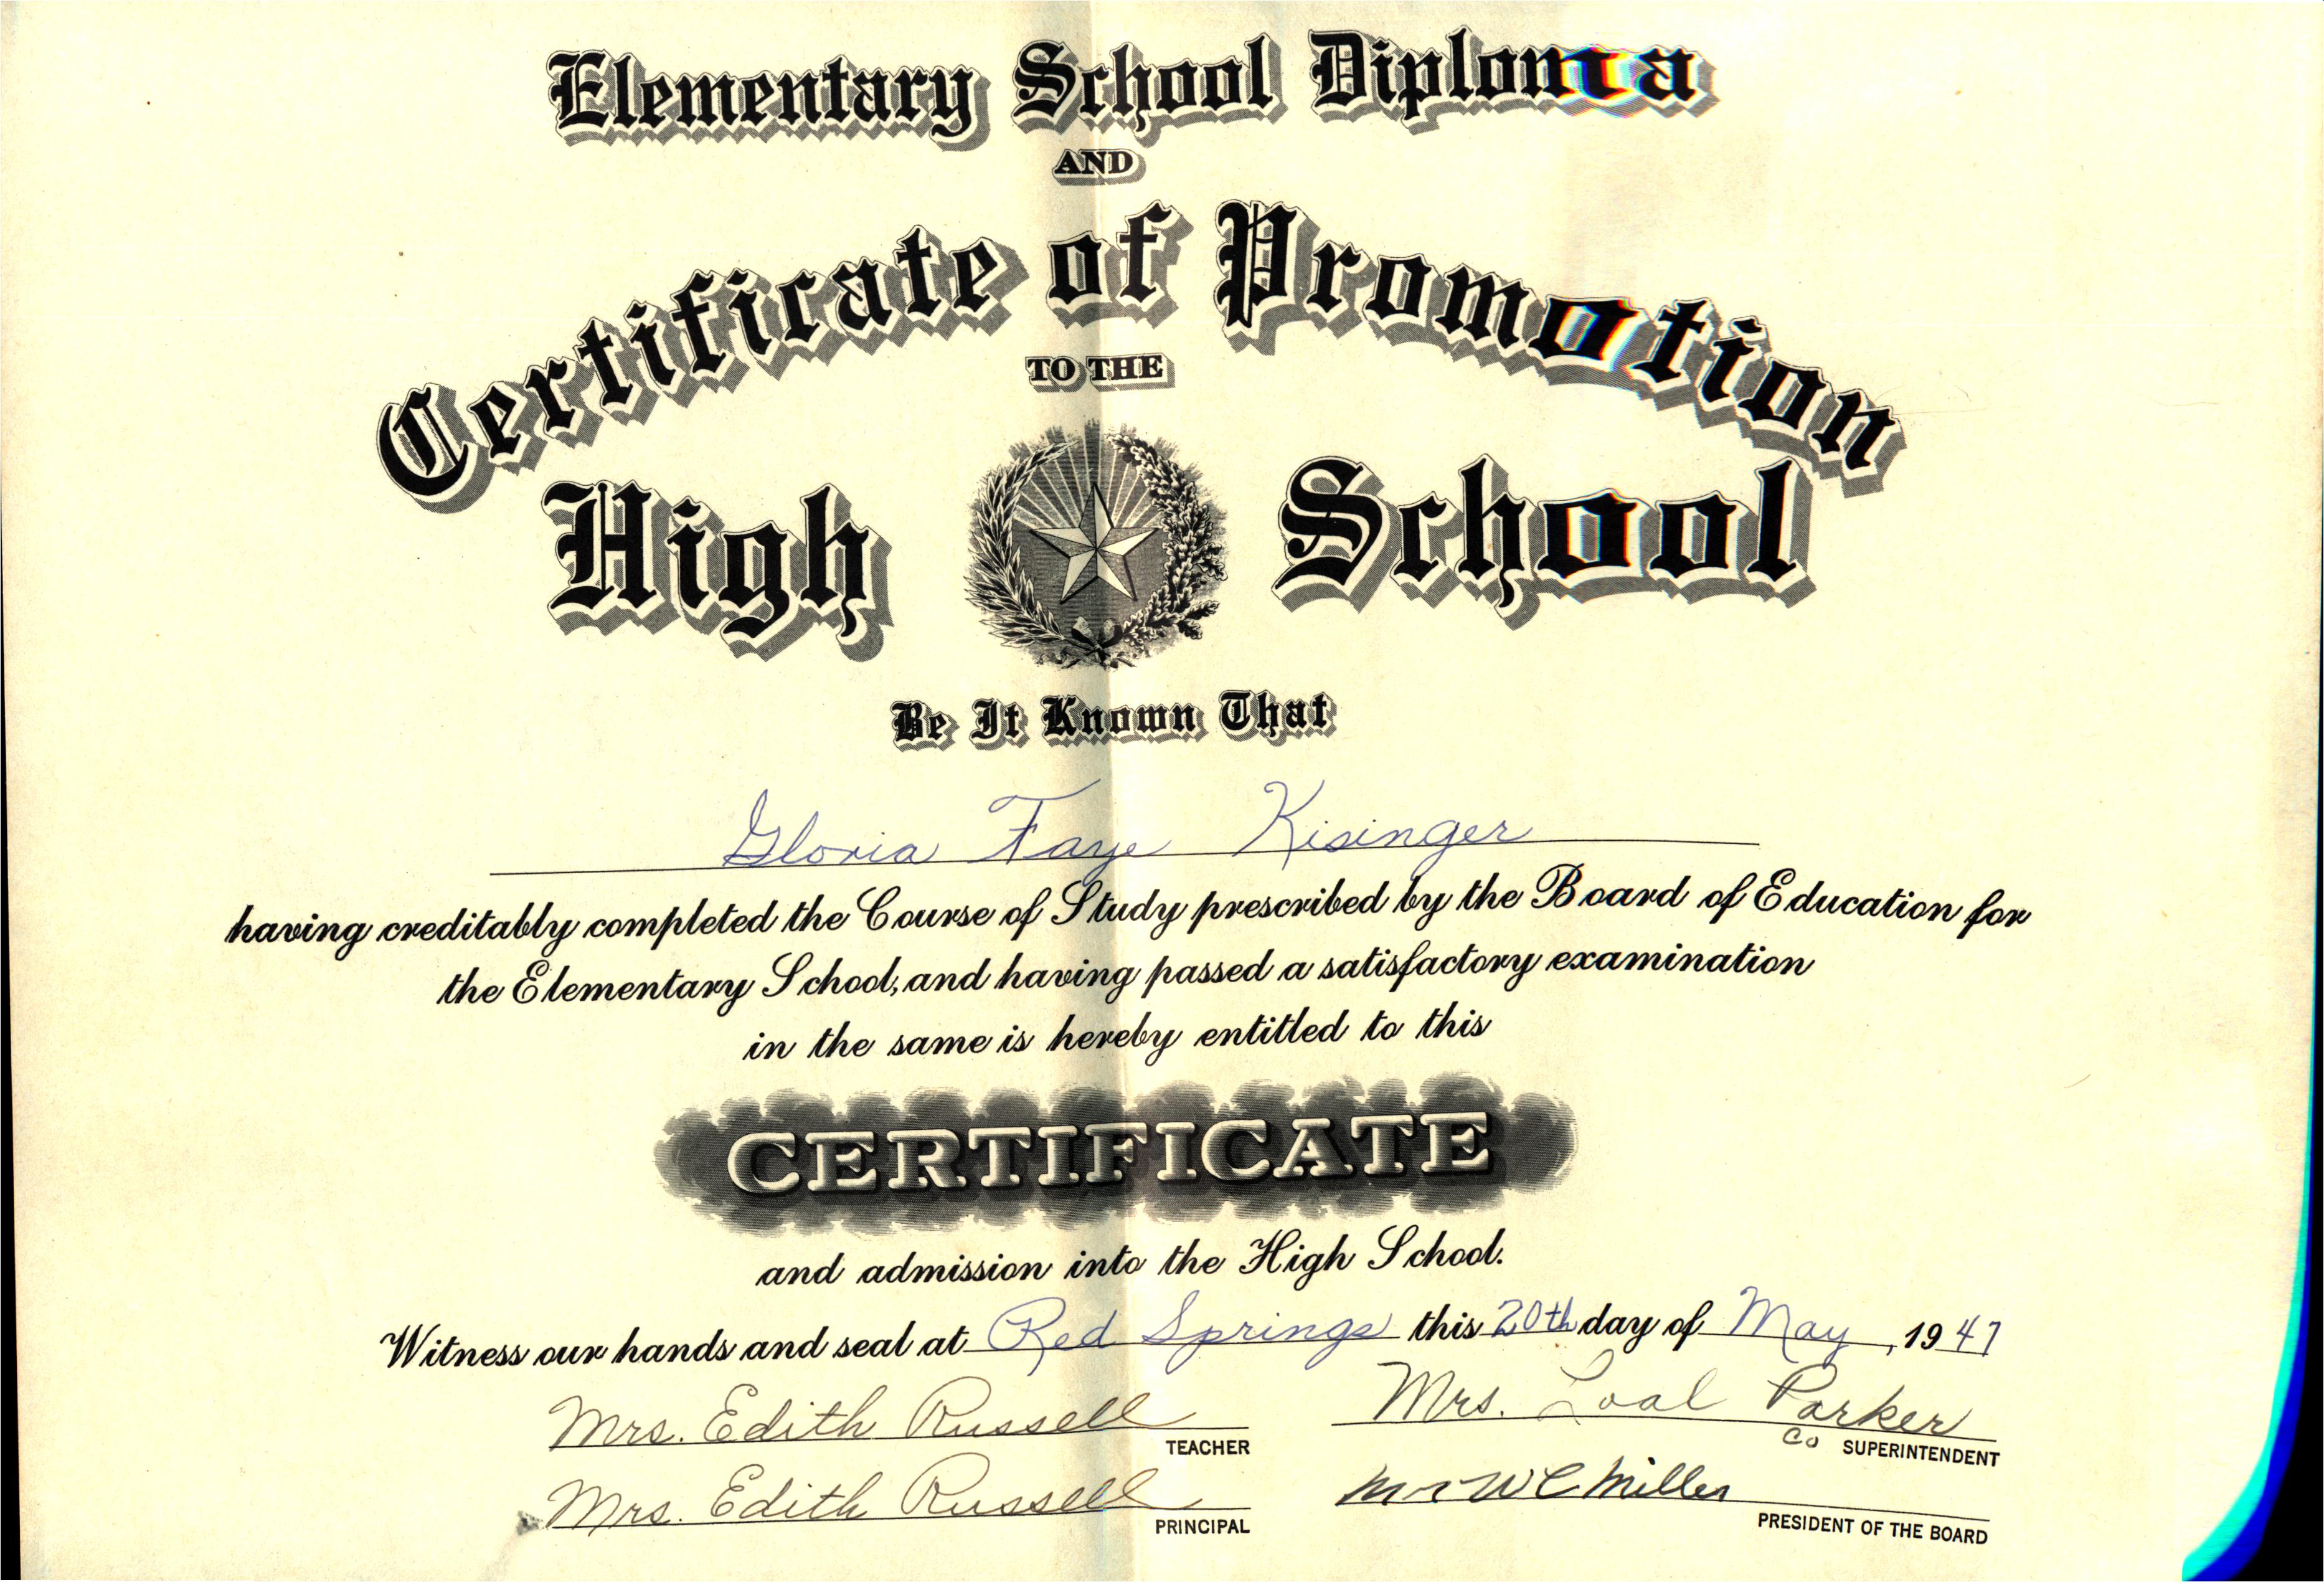 Elementary School Diploma
AND
Certificate of Promotion
TO THE
High School
Be It Known That
Gloria Faye Kisinger
having creditably completed the Course of Study prescribed by the Board of Education for
the Elementary School, and having passed a satisfactory examination
in the same is hereby entitled to this
CERTIFICATE
and admission into the High School.
Witness our hands and seal at Red Springs this 20th day of May, 1947
Mrs. Edith Russell
TEACHER
Mrs. Loal Parker
Co SUPERINTENDENT
Mrs. Edith Russell
PRINCIPAL
W C Miller
PRESIDENT OF THE BOARD